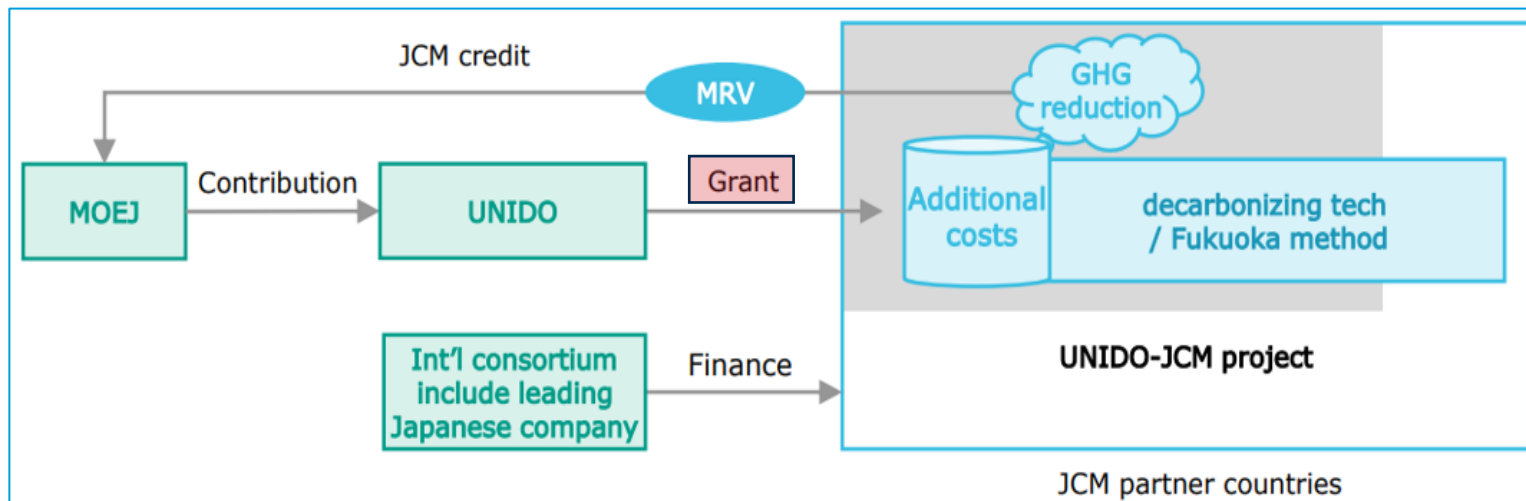 JCM credit
MRV
GHG
reduction
MOEJ
Contribution
UNIDO
Grant
Additional
costs
decarbonizing tech
/ Fukuoka method
Int'l consortium
include leading
Japanese company
Finance
UNIDO-JCM project
JCM partner countries